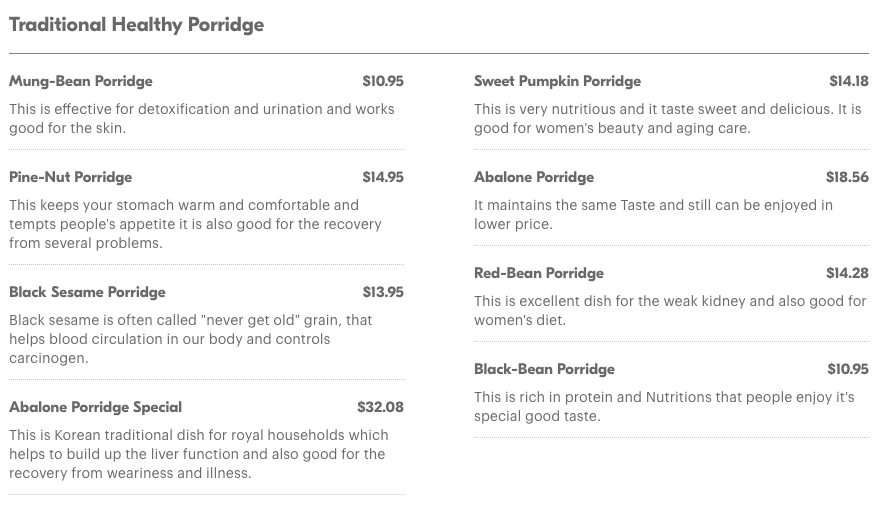 Traditional Healthy Porridge
Mung-Bean Porridge $10.95
This is effective for detoxification and urination and works
good for the skin.
Pine-Nut Porridge $14.95
This keeps your stomach warm and comfortable and
tempts people's appetite it is also good for the recovery
from several problems.
Black Sesame Porridge $13.95
Black sesame is often called "never get old" grain, that
helps blood circulation in our body and controls
carcinogen.
Abalone Porridge Special $32.08
This is Korean traditional dish for royal households which
helps to build up the liver function and also good for the
recovery from weariness and illness.
Sweet Pumpkin Porridge $14.18
This is very nutritious and it taste sweet and delicious. It is
good for women's beauty and aging care.
Abalone Porridge $18.56
It maintains the same Taste and still can be enjoyed in
lower price.
Red-Bean Porridge $14.28
This is excellent dish for the weak kidney and also good for
women's diet.
Black-Bean Porridge $10.95
This is rich in protein and Nutritions that people enjoy it's
special good taste.